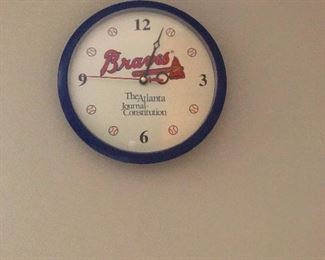 12
Braves
9
3
The Atlanta
Journal-
Constitution
6